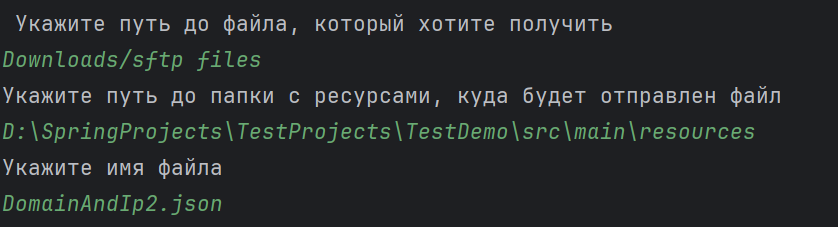 Укажите путь до файла, который хотите получить
Downloads/sftp files
Укажите путь до папки с ресурсами, куда будет отправлен файл
D:\SpringProjects\TestProjects\TestDemo\src\main\resources
Укажите имя файла
DomainAndIp2.json